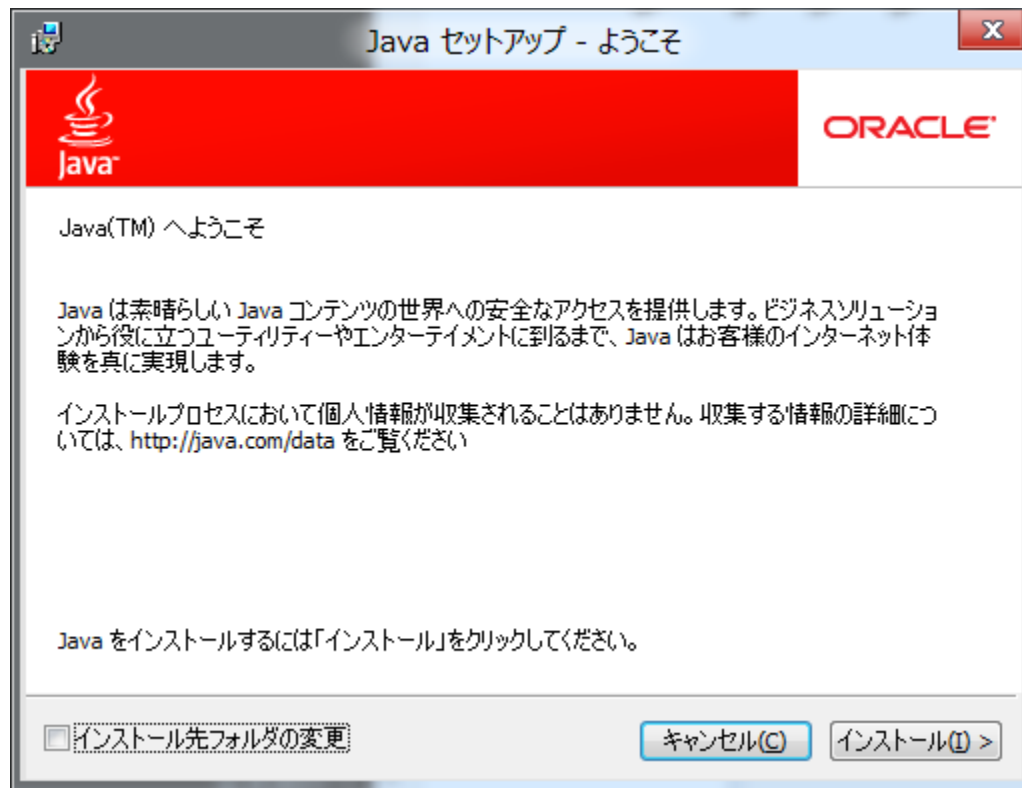 Java セットアップ - ようこそ
Java™
ORACLE®
Java(TM) へようこそ
Java は素晴らしい Java コンテンツの世界への安全なアクセスを提供します。ビジネスソリューショ
ンから役に立つユーティリティーやエンターテイメントに到るまで、Java はお客様のインターネット体
験を真に実現します。
インストールプロセスにおいて個人情報が収集されることはありません。収集する情報の詳細につ
いては、http://java.com/data をご覧ください
Java をインストールするには「インストール」をクリックしてください。
インストール先フォルダの変更
キャンセル(C)
インストール(I) >